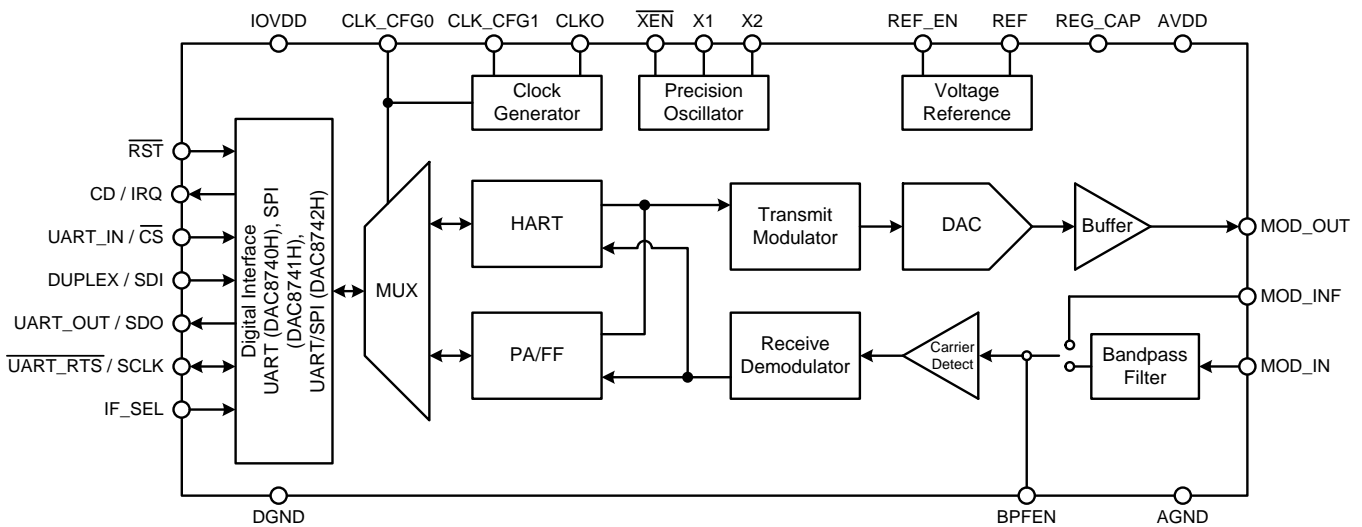 IOVDD
CLK_CFG0
CLK_CFG1
CLKO
XEN
X1
X2
REF_EN
REF
REG_CAP
AVDD
Clock
Generator
Precision
Oscillator
Voltage
Reference
RST
CD / IRQ
UART_IN / CS
DUPLEX / SDI
UART_OUT / SDO
UART_RTS / SCLK
IF_SEL
Digital Interface
UART (DAC8740H), SPI
(DAC8741H),
UART/SPI (DAC8742H)
MUX
HART
PA/FF
Transmit
Modulator
DAC
Buffer
MOD_OUT
MOD_INF
Receive
Demodulator
Carrier
Detect
Bandpass
Filter
MOD_IN
DGND
BPFEN
AGND